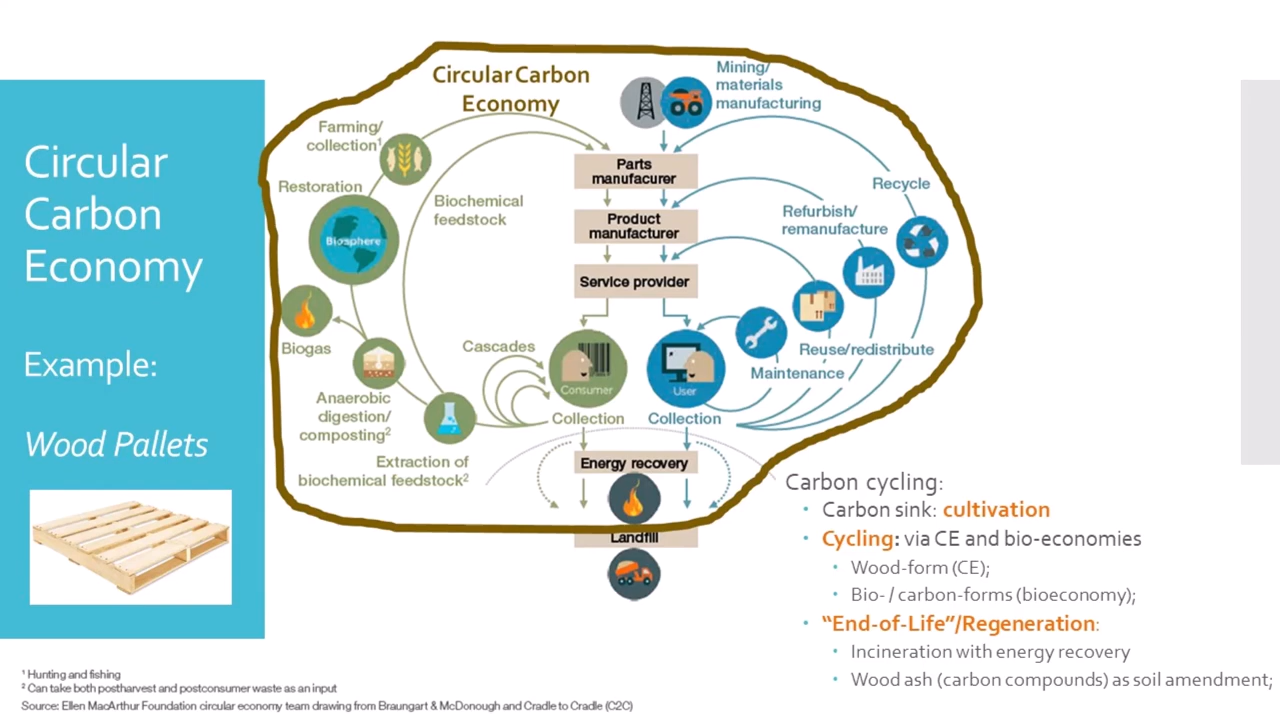 Circular
Carbon
Economy
Example:
Wood Pallets
Circular Carbon
Economy
Mining/
materials
manufacturing
Farming/
collection¹
Restoration
Biosphere
Biochemical
feedstock
Biogas
Anaerobic
digestion/
composting²
Extraction of
biochemical feedstock²
Cascades
Parts
manufacurer
Product
manufacturer
Service provider
Consumer
User
Collection
Collection
Energy recovery
Landfill
Recycle
Refurbish/
remanufacture
Reuse/redistribute
Maintenance
Carbon cycling:
• Carbon sink: cultivation
• Cycling: via CE and bio-economies
• Wood-form (CE);
• Bio- / carbon-forms (bioeconomy);
• “End-of-Life”/Regeneration:
• Incineration with energy recovery
• Wood ash (carbon compounds) as soil amendment;
¹ Hunting and fishing
² Can take both postharvest and postconsumer waste as an input
Source: Ellen MacArthur Foundation circular economy team drawing from Braungart & McDonough and Cradle to Cradle (C2C)